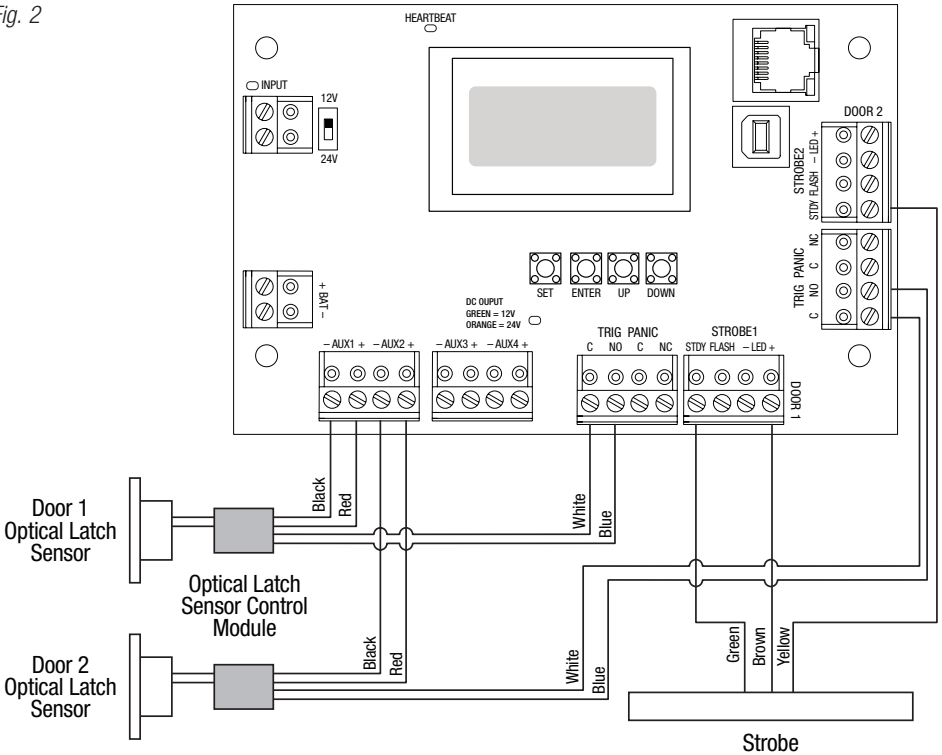 Fig. 2
HEARTBEAT
INPUT
12V
24V
DOOR 2
STROBE2
STDY FLASH – LED +
TRIG PANIC
C NO C NC
+ BAT –
SET ENTER UP DOWN
DC OUPUT
GREEN = 12V
ORANGE = 24V
– AUX1 + – AUX2 +
– AUX3 + – AUX4 +
TRIG PANIC
C NO C NC
STROBE1
STDY FLASH – LED +
DOOR 1
Black
Red
White
Blue
Door 1
Optical Latch
Sensor
Optical Latch
Sensor Control
Module
Black
Red
White
Blue
Green
Brown
Yellow
Door 2
Optical Latch
Sensor
Strobe